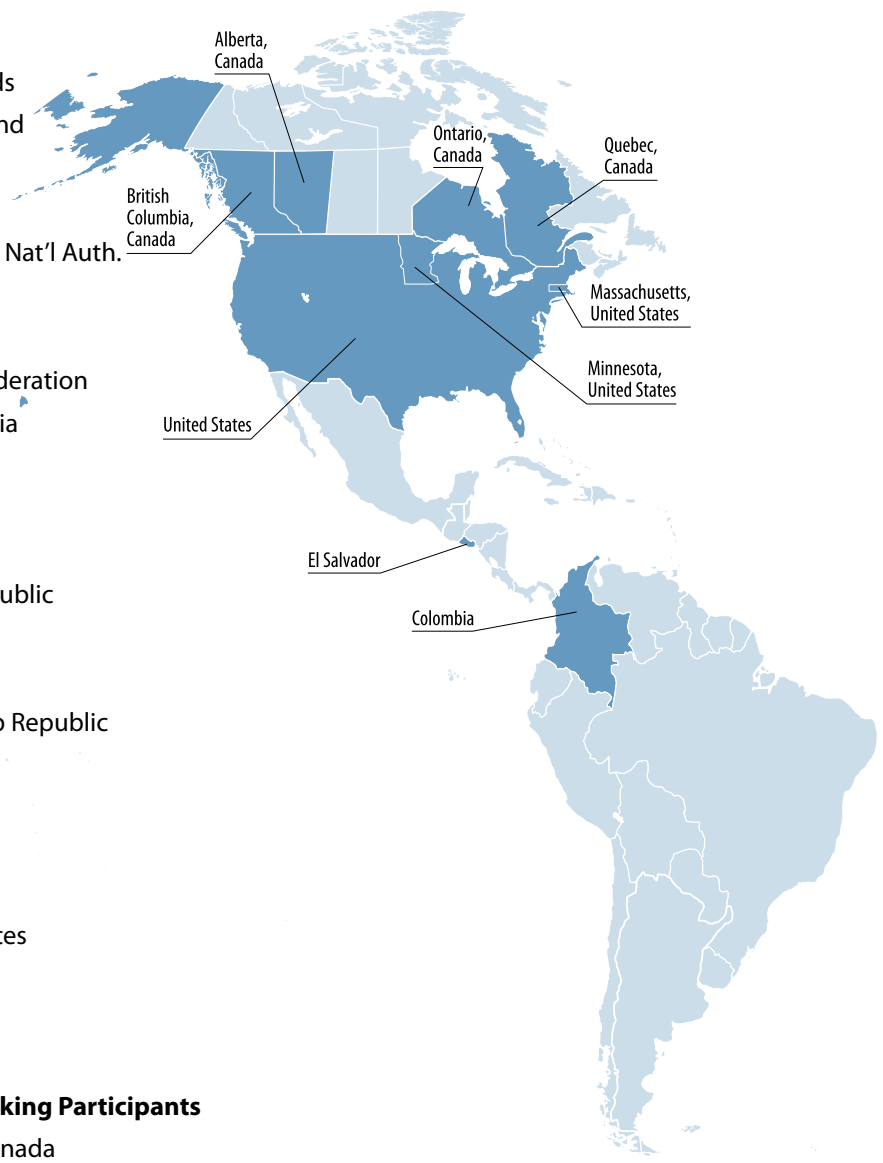 Alberta,
Canada
ds
nd
Ontario,
Canada
Quebec,
Canada
British
Columbia,
Canada
Nat’l Auth.
Massachusetts,
United States
Minnesota,
United States
deration
ia
United States
El Salvador
ublic
Colombia
o Republic
tes
king Participants
nada